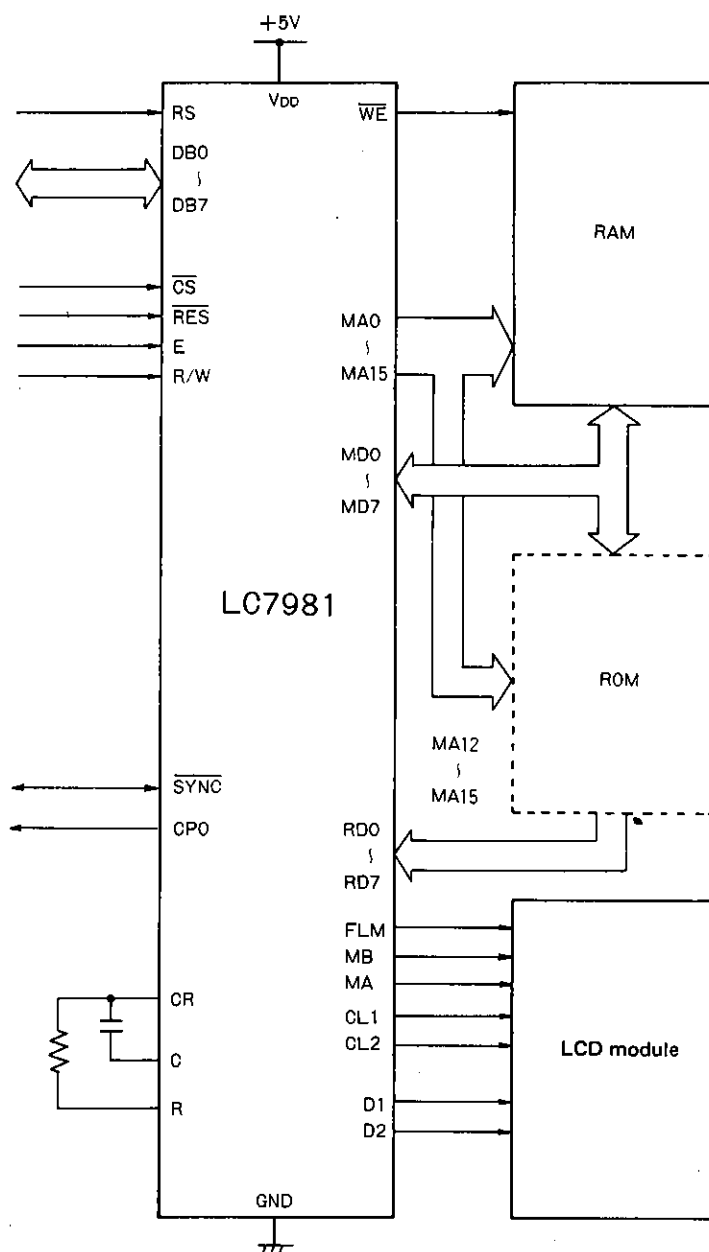 +5V
VDD
RS
DB0
~
DB7
CS
RES
E
R/W
SYNC
CPO
CR
C
R
GND
LC7981
WE
MA0
~
MA15
MD0
~
MD7
MA12
~
MA15
RD0
~
RD7
FLM
MB
MA
CL1
CL2
D1
D2
RAM
ROM
LCD module